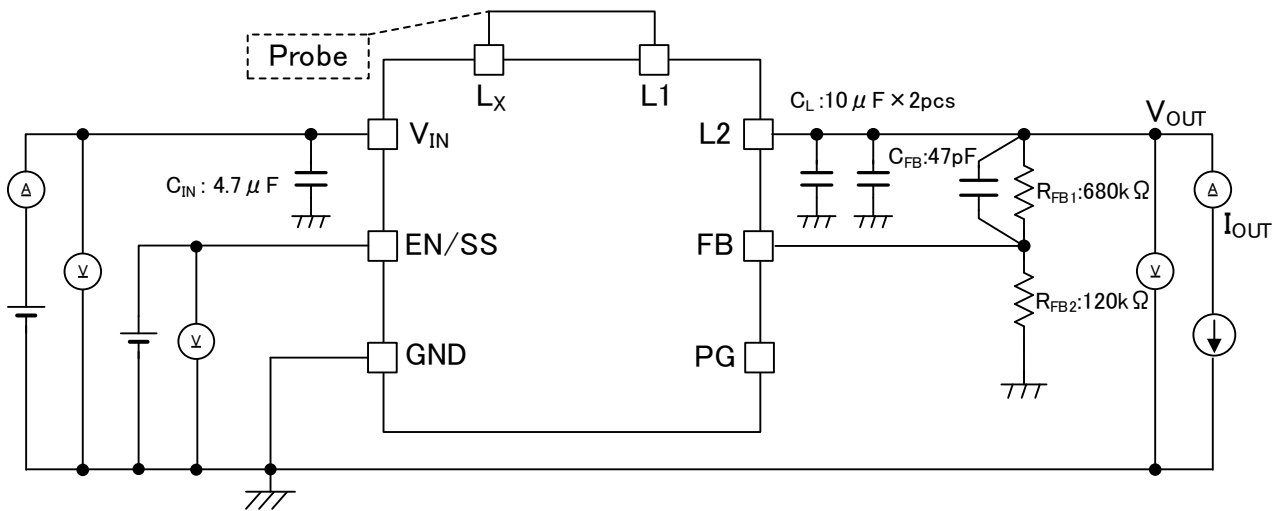 Probe
LX
L1
CL:10μF×2pcs
VOUT
VIN
L2
CFB:47pF
A
CIN: 4.7μF
RFB1:680kΩ
A
IOUT
EN/SS
FB
V
V
RFB2:120kΩ
V
GND
PG